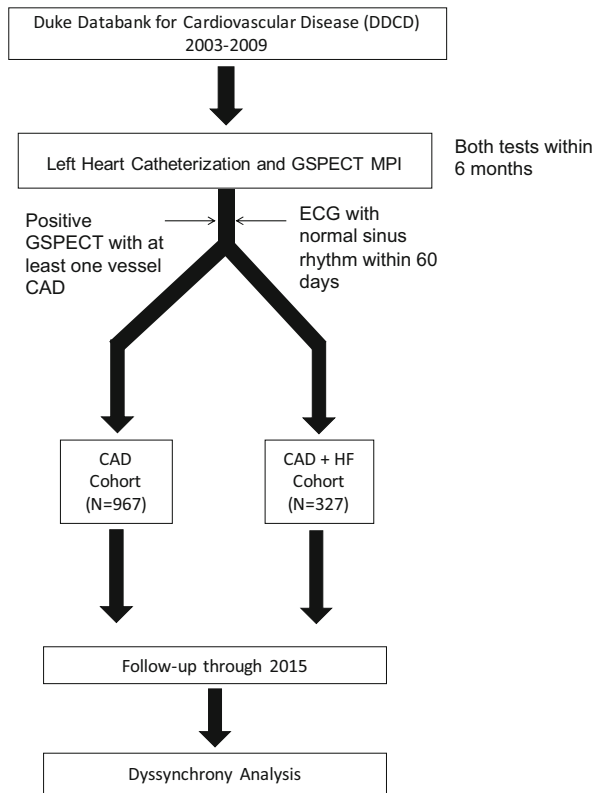 Duke Databank for Cardiovascular Disease (DDCD)
2003-2009
Left Heart Catheterization and GSPECT MPI
Both tests within
6 months
Positive
GSPECT with at
least one vessel
CAD
ECG with
normal sinus
rhythm within 60
days
CAD
Cohort
(N=967)
CAD + HF
Cohort
(N=327)
Follow-up through 2015
Dyssynchrony Analysis